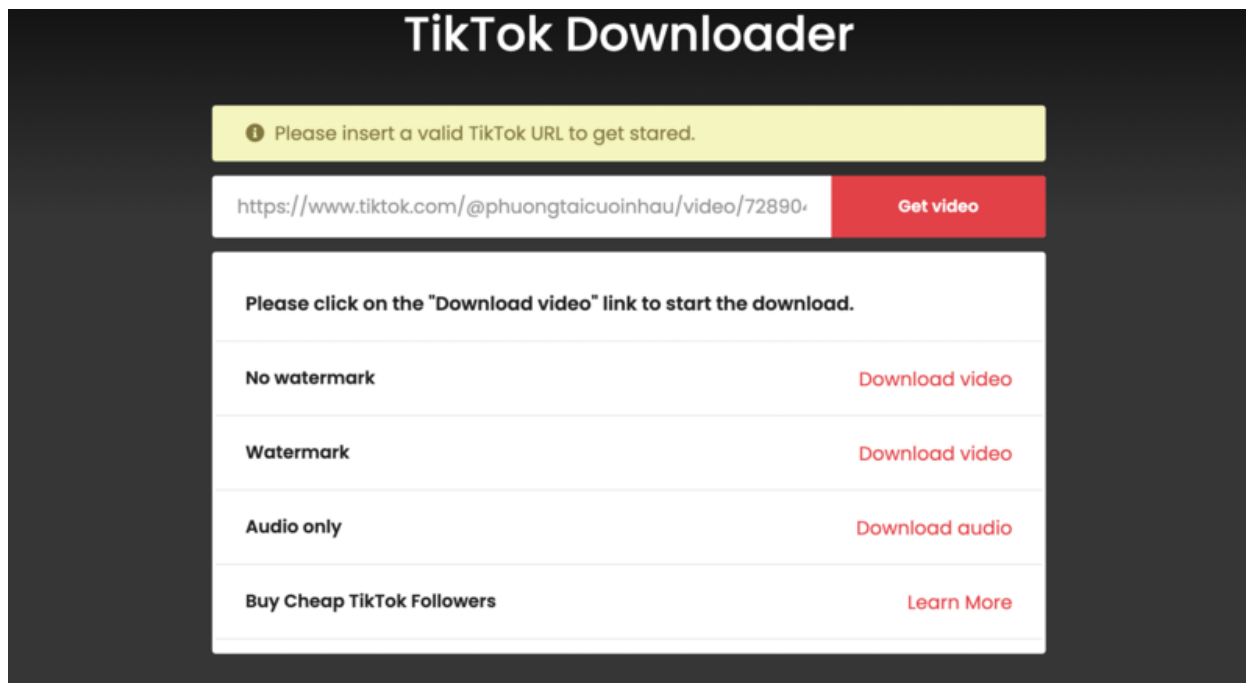 TikTok Downloader
Please insert a valid TikTok URL to get stared.
https://www.tiktok.com/@phuongtaicuoinhau/video/72890
Get video
Please click on the "Download video" link to start the download.
No watermark
Download video
Watermark
Download video
Audio only
Download audio
Buy Cheap TikTok Followers
Learn More